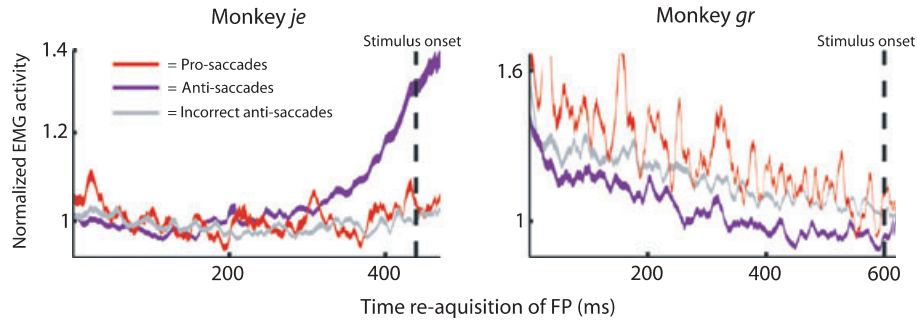 Monkey je
Monkey gr
Stimulus onset
Stimulus onset
Normalized EMG activity
1.4
1.2
1
= Pro-saccades
= Anti-saccades
= Incorrect anti-saccades
1.6
1
200
400
200
400
600
Time re-aquisition of FP (ms)